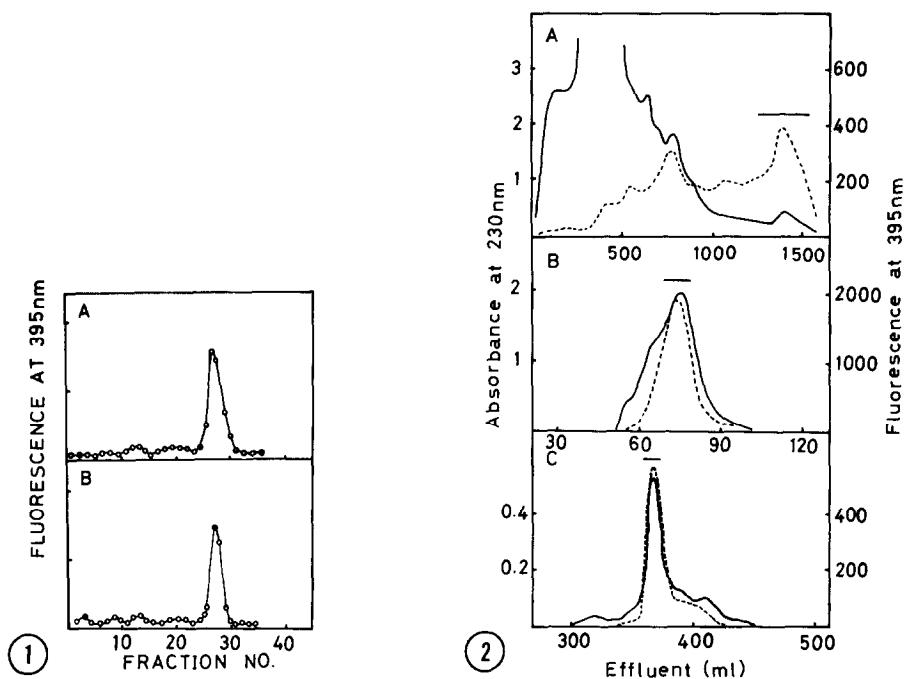 FLUORESCENCE AT 395nm
A
B
10 20 30 40
FRACTION NO.
1
Absorbance at 230nm
Fluorescence at 395nm
A
3
2
1
600
400
200
500 1000 1500
B
2
1
2000
1000
30 60 90 120
C
0.4
0.2
400
200
300 400 500
Effluent (ml)
2